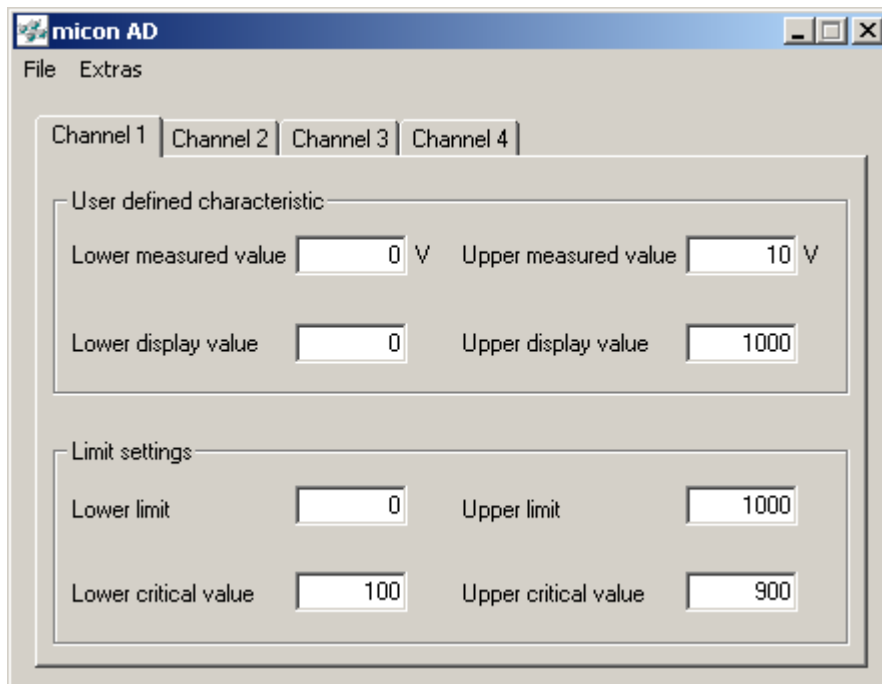 micon AD
File Extras
Channel 1 Channel 2 Channel 3 Channel 4
User defined characteristic
Lower measured value 0 V Upper measured value 10 V
Lower display value 0 Upper display value 1000
Limit settings
Lower limit 0 Upper limit 1000
Lower critical value 100 Upper critical value 900